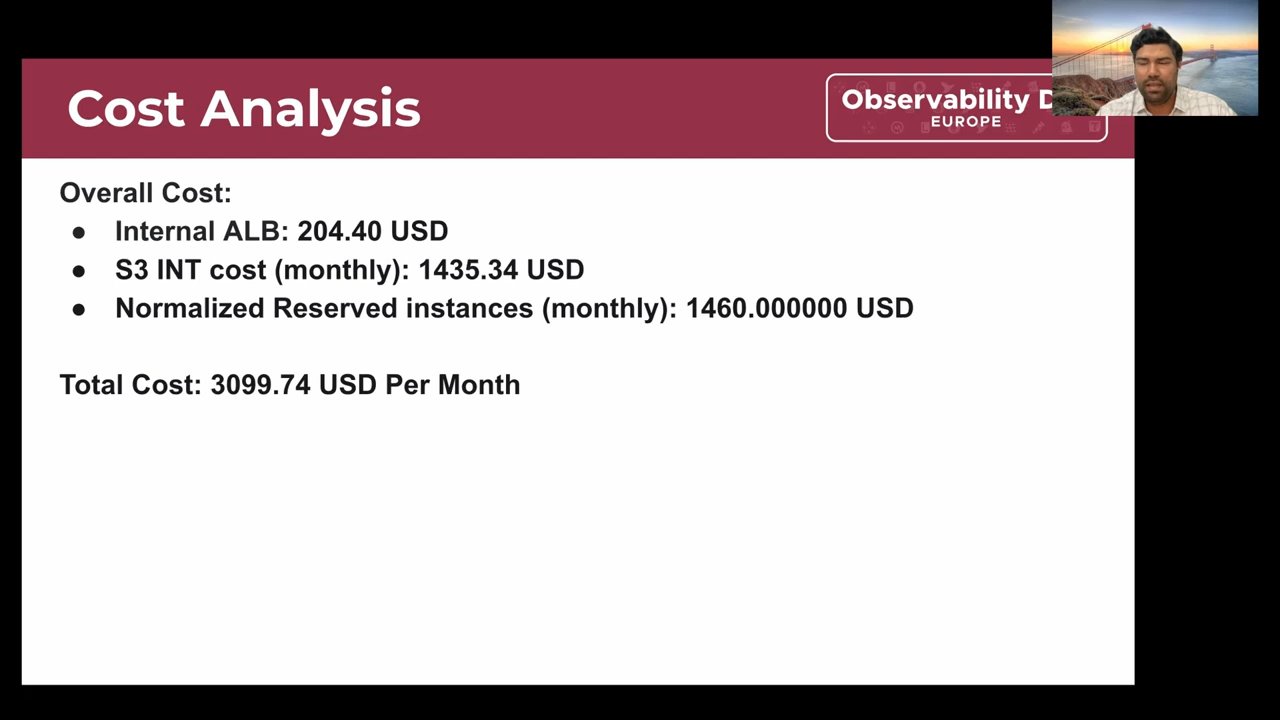 Cost Analysis
Observability D
EUROPE
Overall Cost:
● Internal ALB: 204.40 USD
● S3 INT cost (monthly): 1435.34 USD
● Normalized Reserved instances (monthly): 1460.000000 USD
Total Cost: 3099.74 USD Per Month